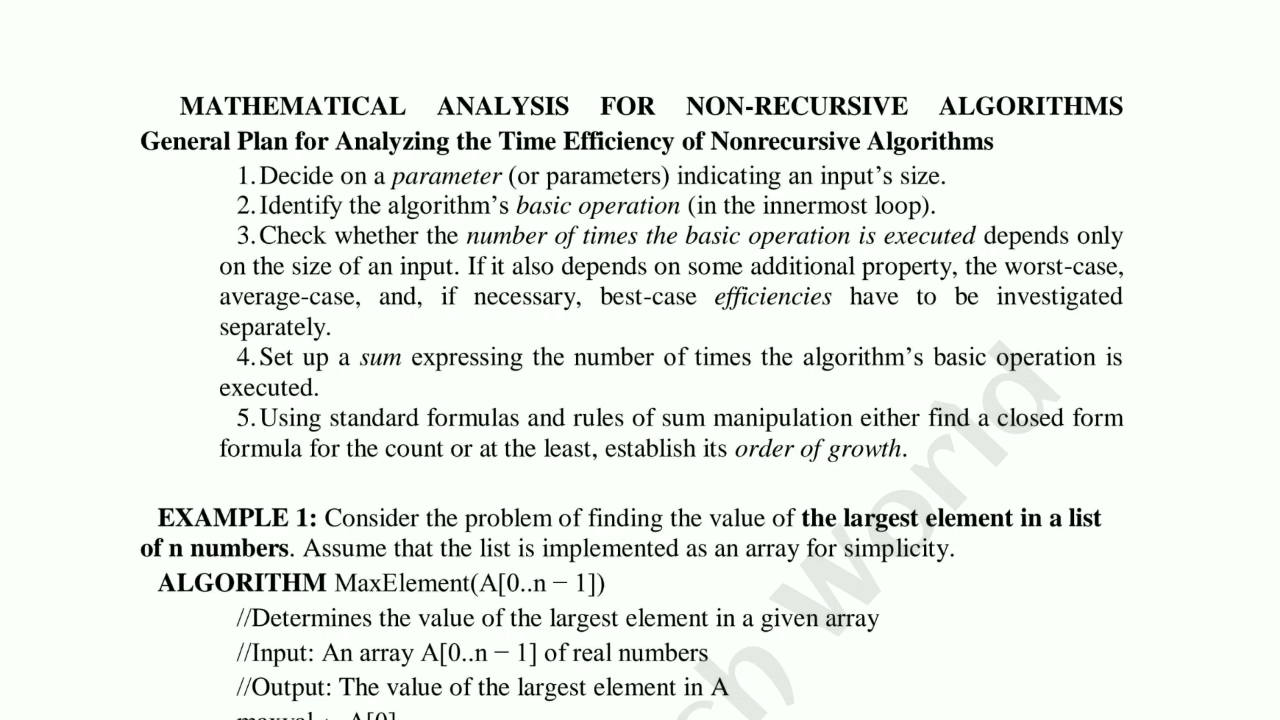 MATHEMATICAL ANALYSIS FOR NON-RECURSIVE ALGORITHMS
General Plan for Analyzing the Time Efficiency of Nonrecursive Algorithms
1. Decide on a parameter (or parameters) indicating an input's size.
2. Identify the algorithm's basic operation (in the innermost loop).
3. Check whether the number of times the basic operation is executed depends only
on the size of an input. If it also depends on some additional property, the worst-case,
average-case, and, if necessary, best-case efficiencies have to be investigated
separately.
4. Set up a sum expressing the number of times the algorithm's basic operation is
executed.
5. Using standard formulas and rules of sum manipulation either find a closed form
formula for the count or at the least, establish its order of growth.
EXAMPLE 1: Consider the problem of finding the value of the largest element in a list
of n numbers. Assume that the list is implemented as an array for simplicity.
ALGORITHM MaxElement(A[0..n − 1])
//Determines the value of the largest element in a given array
//Input: An array A[0..n − 1] of real numbers
//Output: The value of the largest element in A
world